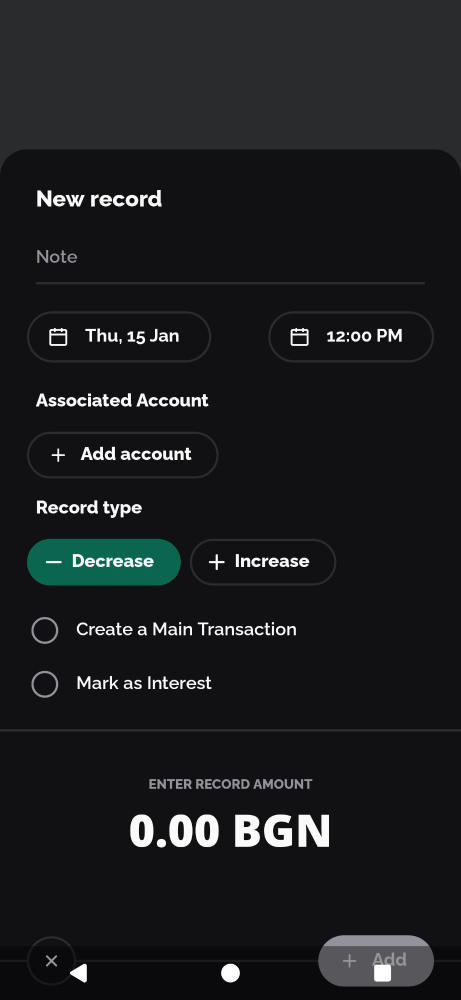 New record
Note
Thu, 15 Jan
12:00 PM
Associated Account
Add account
Record type
Decrease
Increase
Create a Main Transaction
Mark as Interest
ENTER RECORD AMOUNT
0.00 BGN
Add